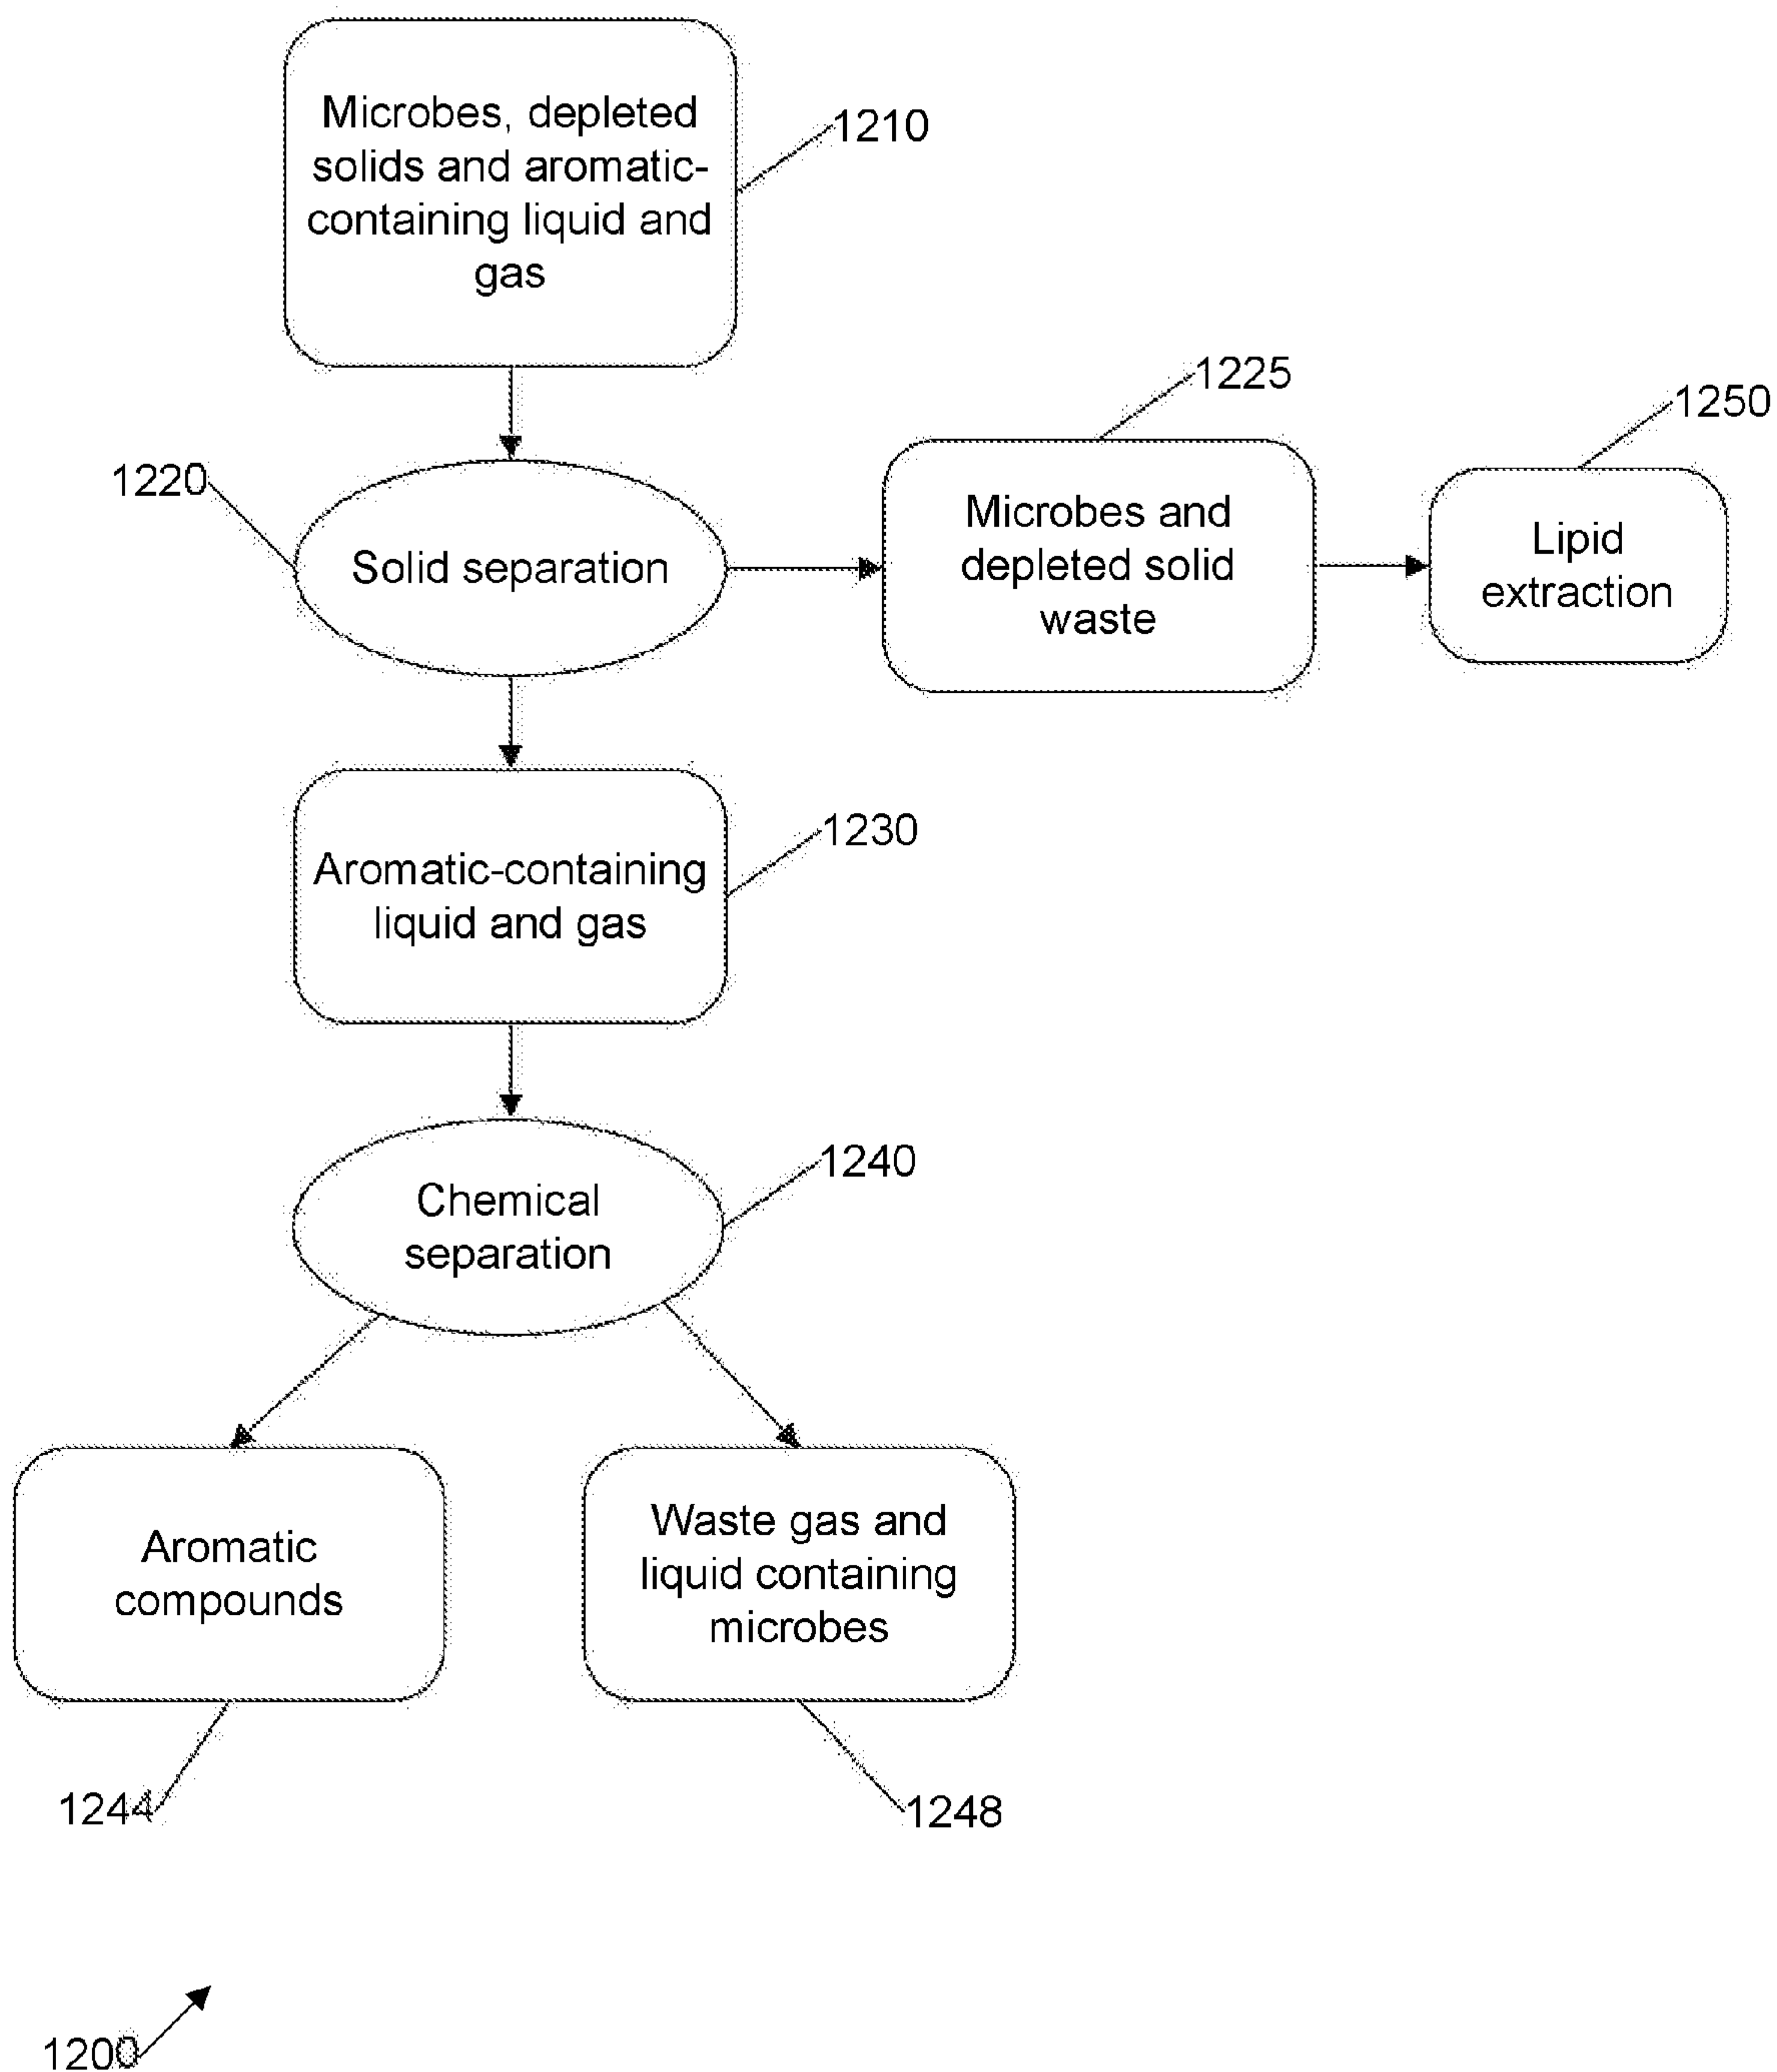 Microbes, depleted
solids and aromatic-
containing liquid and
gas
1210
1220
Solid separation
1225
Microbes and
depleted solid
waste
1250
Lipid
extraction
1230
Aromatic-containing
liquid and gas
1240
Chemical
separation
Aromatic
compounds
Waste gas and
liquid containing
microbes
1244
1248
1200